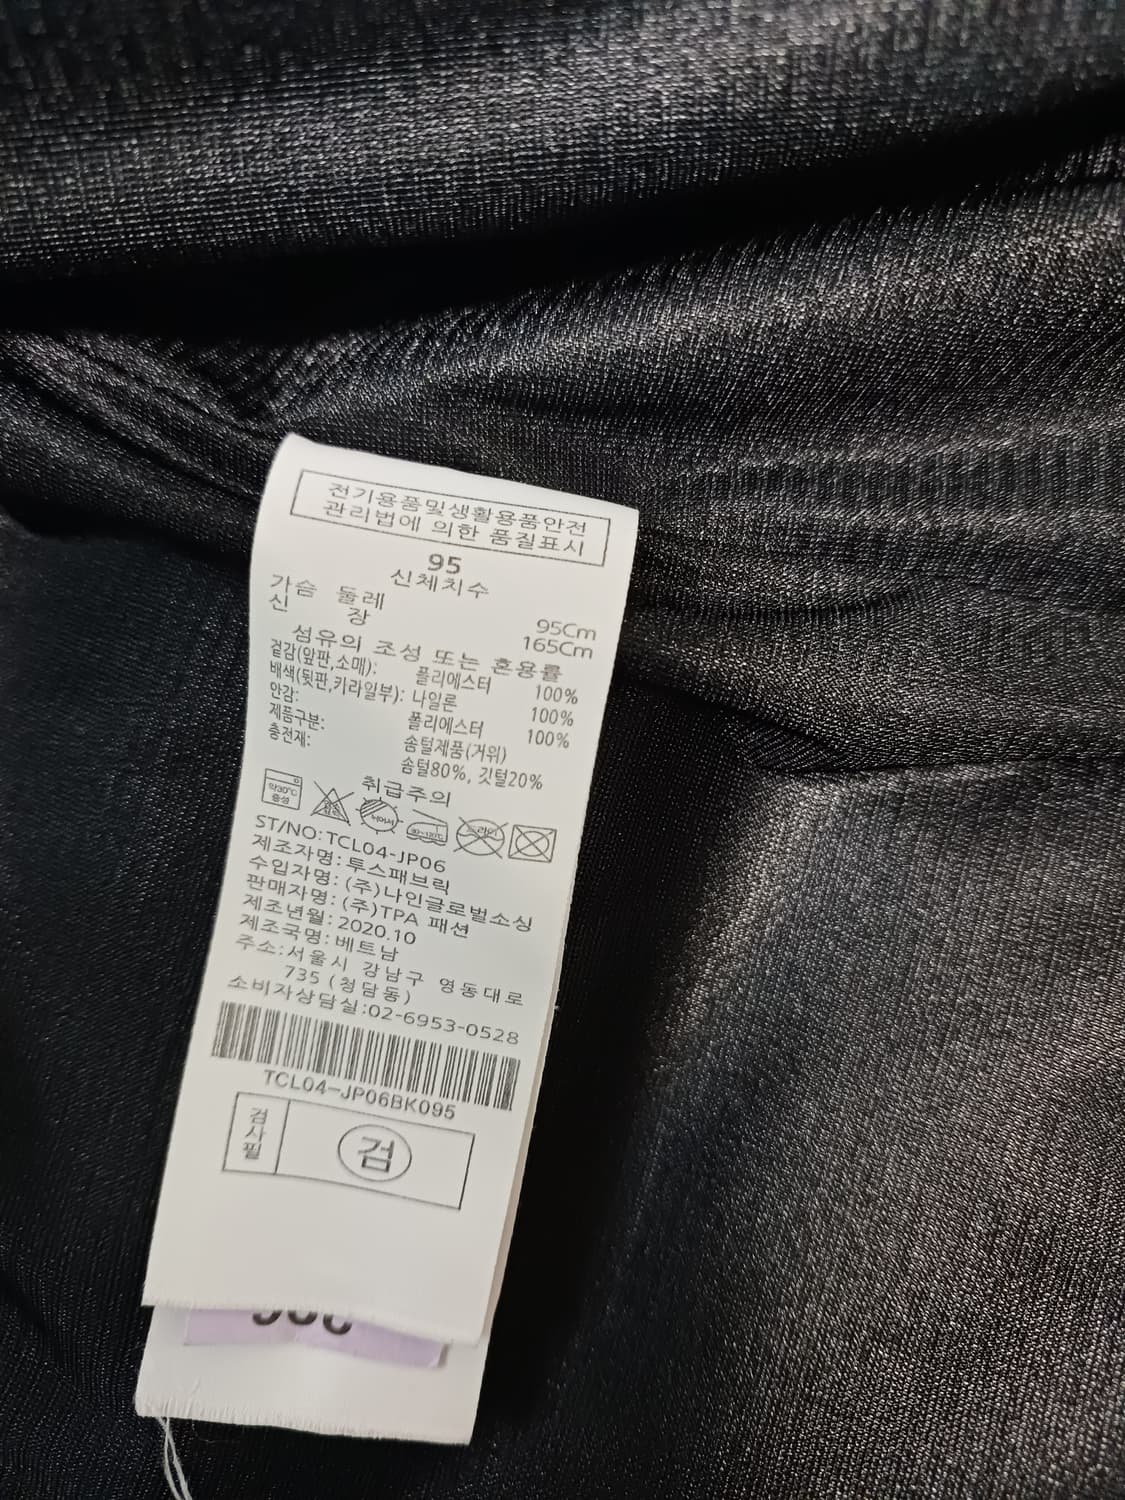 전기용품및생활용품안전
관리법에 의한 품질표시
95
신체치수
가슴 둘레 95Cm
신 장 165Cm
섬유의 조성 또는 혼용률
겉감(앞판,소매): 폴리에스터 100%
배색(뒷판,카라일부): 나일론 100%
안감: 폴리에스터 100%
제품구분: 솜털제품(거위)
충전재: 솜털80%, 깃털20%
취급주의
약30℃
중성
드라이
ST/NO: TCL04-JP06
제조자명: 투스패브릭
수입자명: (주)나인글로벌소싱
판매자명: (주)TPA 패션
제조년월: 2020.10
제조국명: 베트남
주소:서울시 강남구 영동대로
735 (청담동)
소비자상담실:02-6953-0528
TCL04-JP06BK095
검사필
검